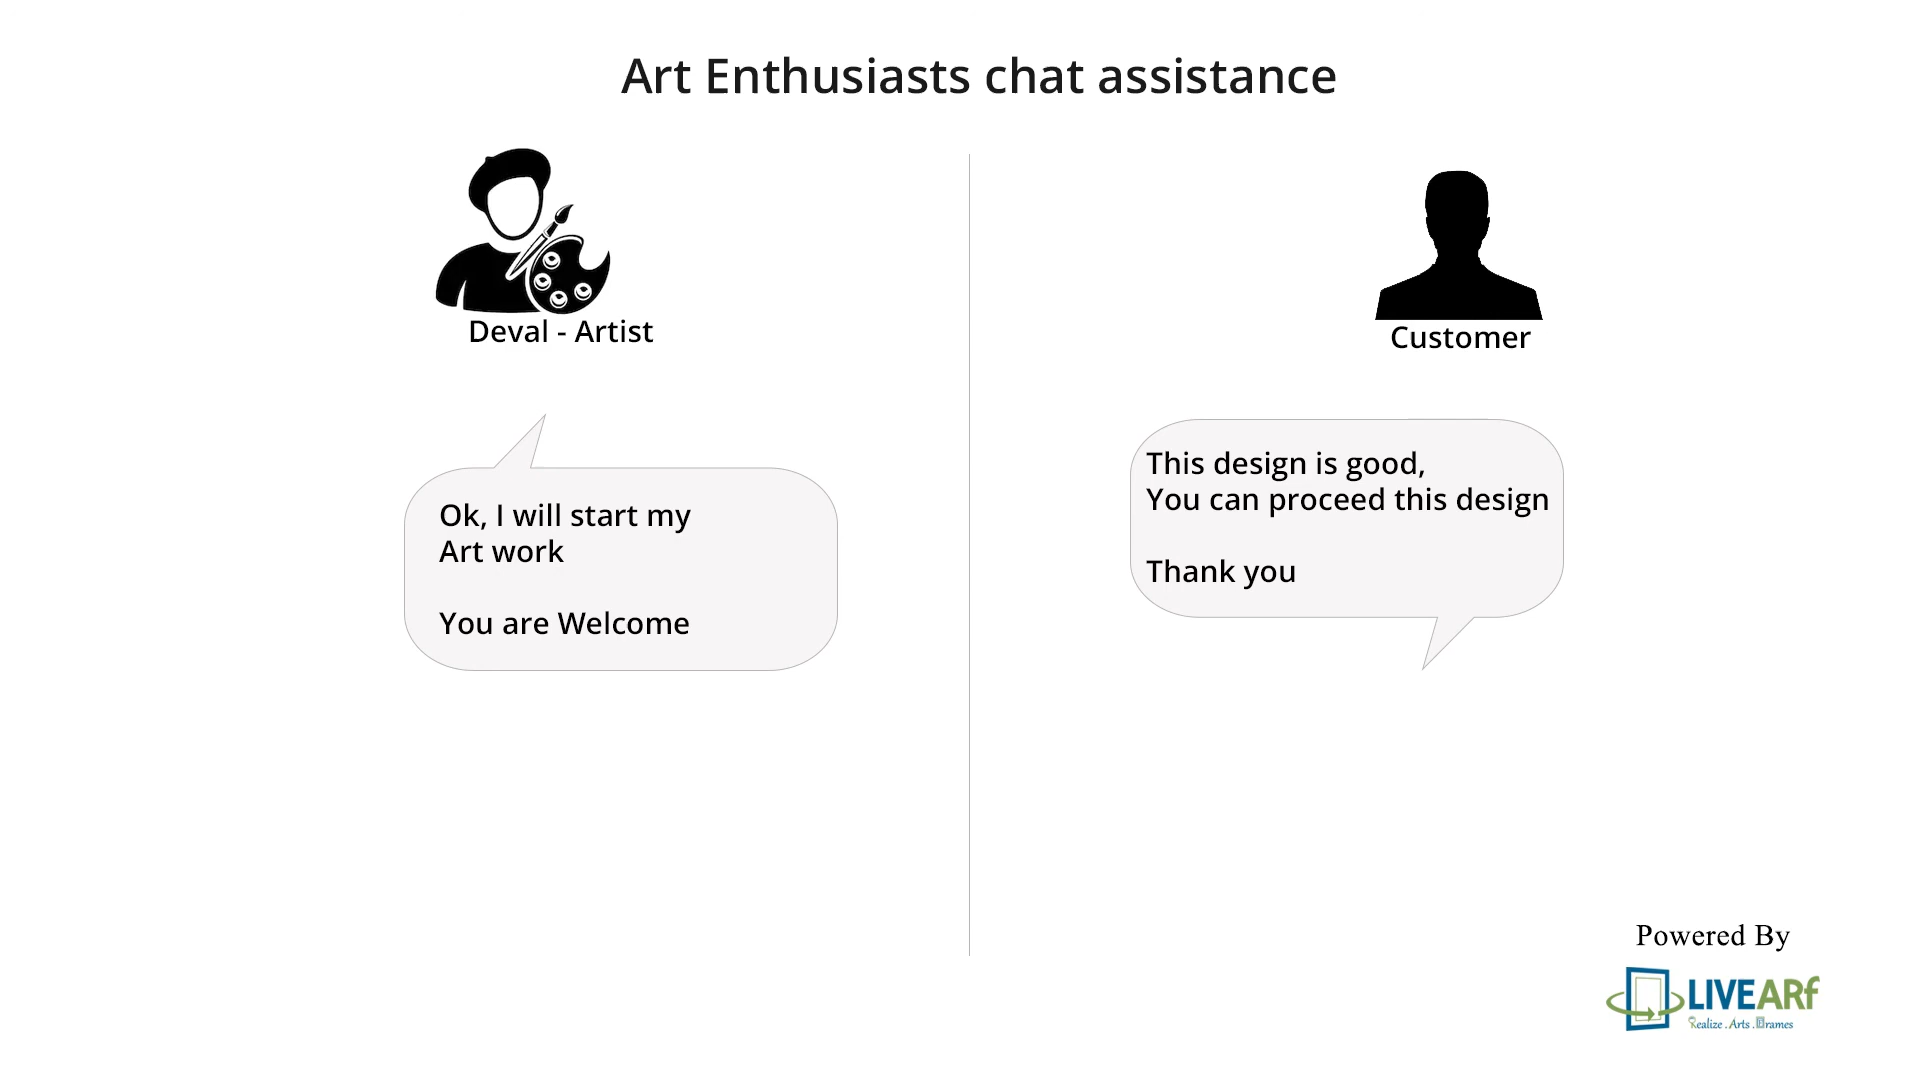 Art Enthusiasts chat assistance
Deval - Artist
Customer
This design is good,
You can proceed this design
Thank you
Ok, I will start my
Art work
You are Welcome
Powered By
LIVEARf
Realize . Arts . Frames